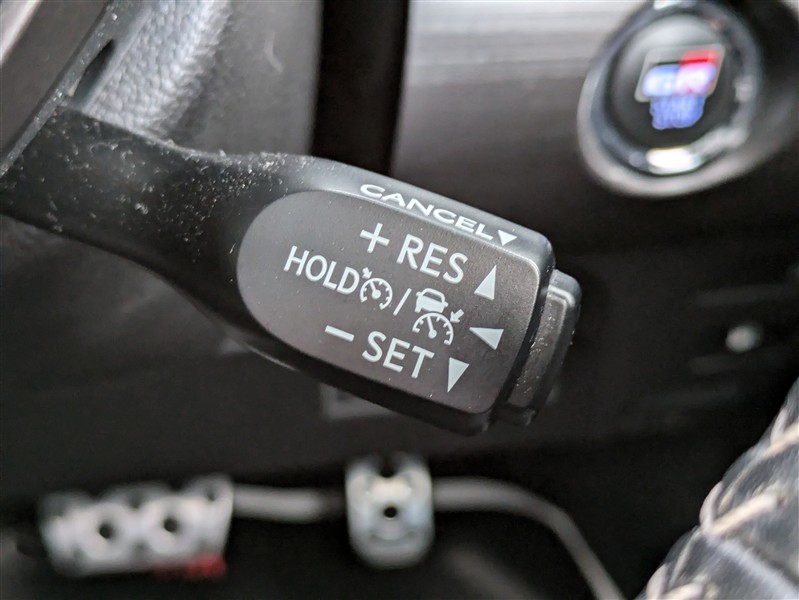 CANCEL
+ RES
HOLD /
− SET